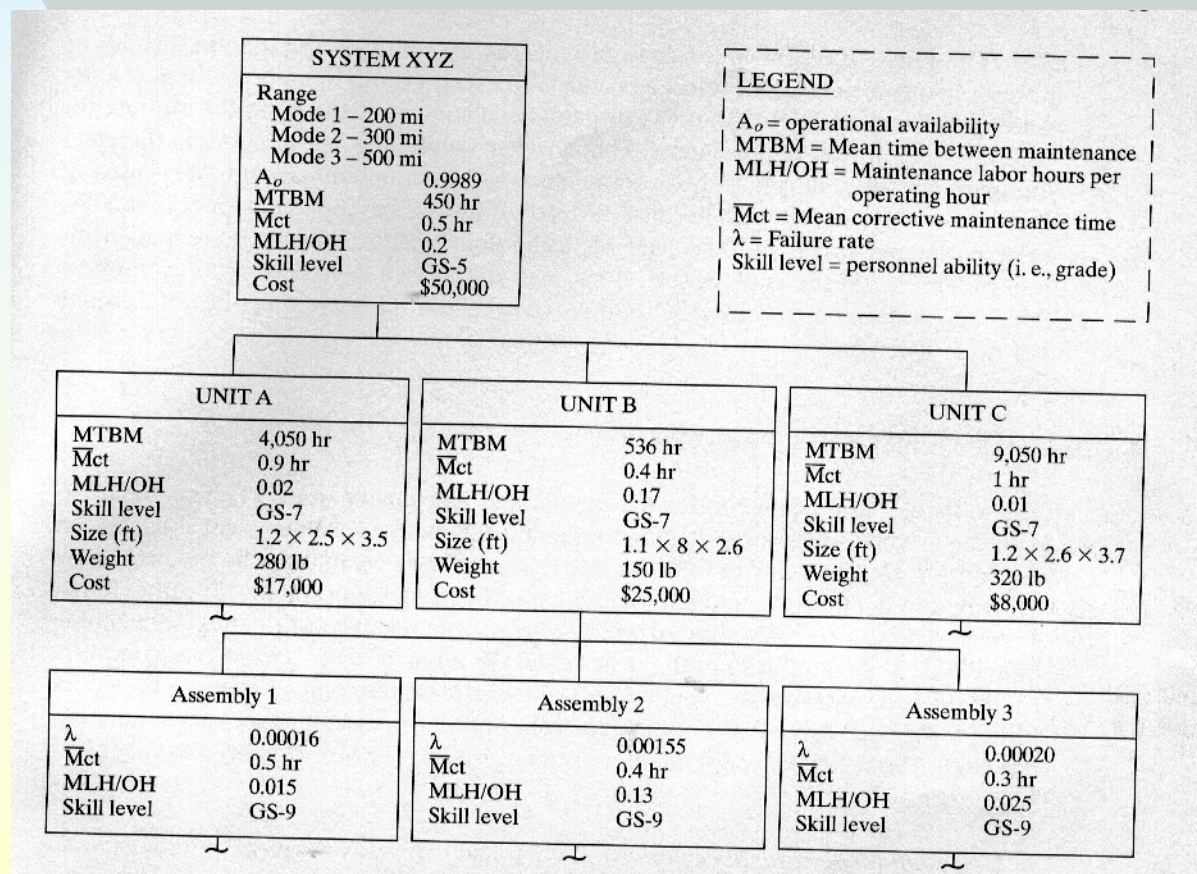 SYSTEM XYZ
Range
Mode 1 – 200 mi
Mode 2 – 300 mi
Mode 3 – 500 mi
Aₒ 0.9989
MTBM 450 hr
M̅ct 0.5 hr
MLH/OH 0.2
Skill level GS-5
Cost $50,000
LEGEND
Aₒ = operational availability
MTBM = Mean time between maintenance
MLH/OH = Maintenance labor hours per
operating hour
M̅ct = Mean corrective maintenance time
λ = Failure rate
Skill level = personnel ability (i. e., grade)
UNIT A
MTBM 4,050 hr
M̅ct 0.9 hr
MLH/OH 0.02
Skill level GS-7
Size (ft) 1.2 × 2.5 × 3.5
Weight 280 lb
Cost $17,000
UNIT B
MTBM 536 hr
M̅ct 0.4 hr
MLH/OH 0.17
Skill level GS-7
Size (ft) 1.1 × 8 × 2.6
Weight 150 lb
Cost $25,000
UNIT C
MTBM 9,050 hr
M̅ct 1 hr
MLH/OH 0.01
Skill level GS-7
Size (ft) 1.2 × 2.6 × 3.7
Weight 320 lb
Cost $8,000
Assembly 1
λ 0.00016
M̅ct 0.5 hr
MLH/OH 0.015
Skill level GS-9
Assembly 2
λ 0.00155
M̅ct 0.4 hr
MLH/OH 0.13
Skill level GS-9
Assembly 3
λ 0.00020
M̅ct 0.3 hr
MLH/OH 0.025
Skill level GS-9